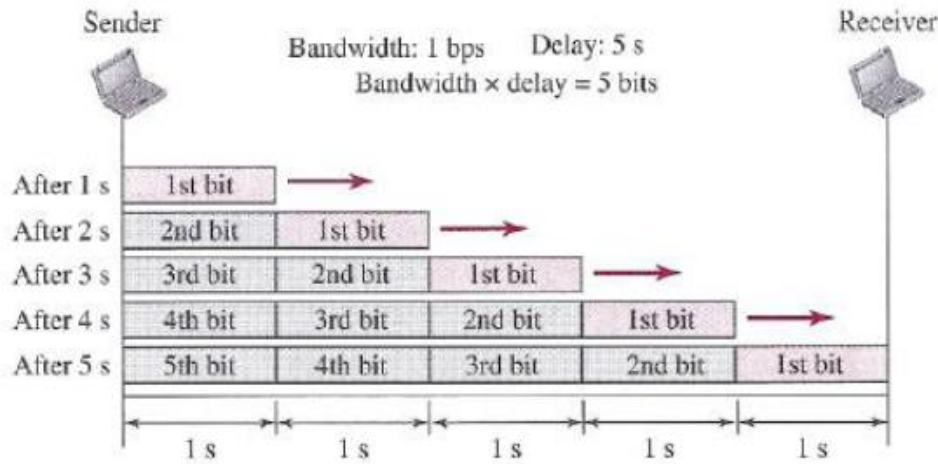 Sender
Receiver
Bandwidth: 1 bps Delay: 5 s
Bandwidth × delay = 5 bits
After 1 s 1st bit
After 2 s 2nd bit 1st bit
After 3 s 3rd bit 2nd bit 1st bit
After 4 s 4th bit 3rd bit 2nd bit 1st bit
After 5 s 5th bit 4th bit 3rd bit 2nd bit 1st bit
1 s 1 s 1 s 1 s 1 s